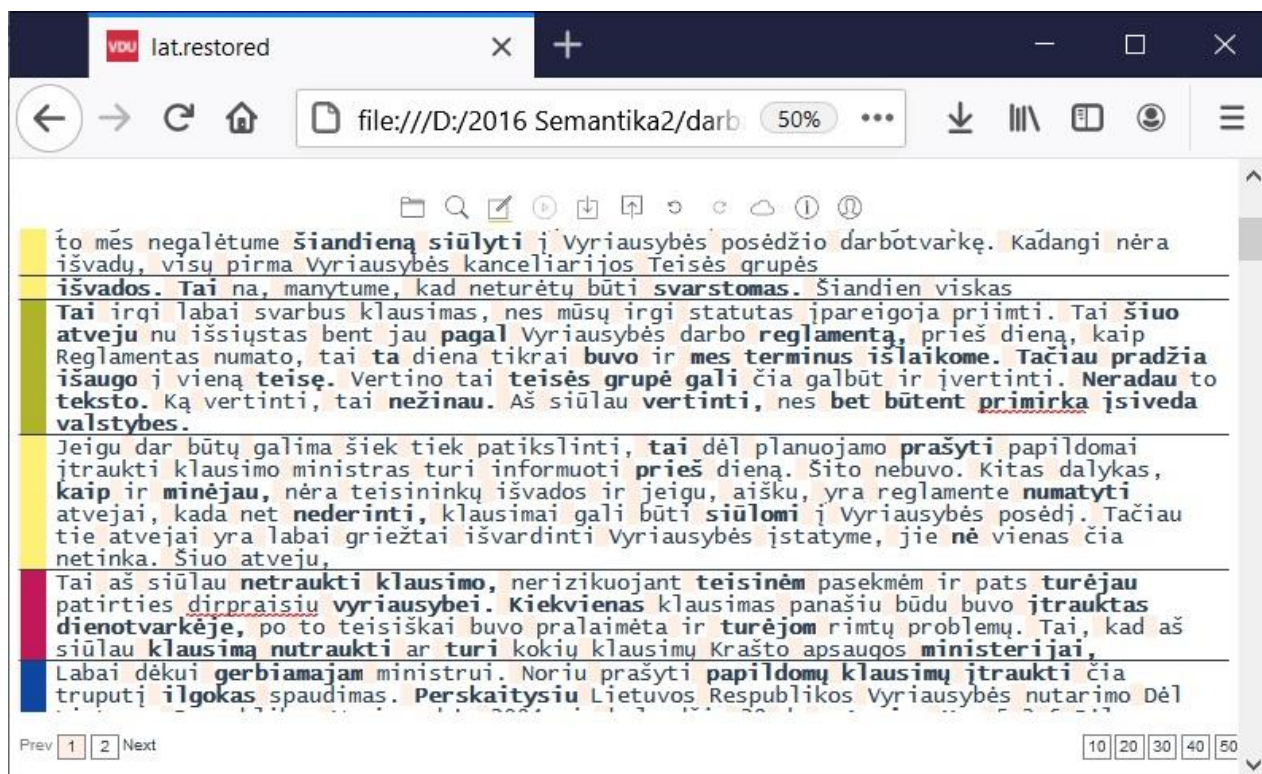 VDU lat.restored
file:///D:/2016 Semantika2/darb 50%
to mes negalėtume šiandieną siūlyti į Vyriausybės posėdžio darbotvarkę. Kadangi nėra
išvadų, visų pirma Vyriausybės kanceliarijos Teisės grupės
išvados. Tai na, manytume, kad neturėtų būti svarstomas. Šiandien viskas
Tai irgi labai svarbus klausimas, nes mūsų irgi statutas įpareigoja priimti. Tai šiuo
atveju nu išsiųstas bent jau pagal Vyriausybės darbo reglamentą, prieš dieną, kaip
Reglamentas numato, tai ta diena tikrai buvo ir mes terminus išlaikome. Tačiau pradžia
išaugo į vieną teisę. Vertino tai teisės grupė gali čia galbūt ir įvertinti. Neradau to
teksto. Ką vertinti, tai nežinau. Aš siūlau vertinti, nes bet būtent primirka įsiveda
valstybes.
Jeigu dar būtų galima šiek tiek patikslinti, tai dėl planuojamo prašyti papildomai
įtraukti klausimo ministras turi informuoti prieš dieną. Šito nebuvo. Kitas dalykas,
kaip ir minėjau, nėra teisininkų išvados ir jeigu, aišku, yra reglamente numatyti
atvejai, kada net nederinti, klausimai gali būti siūlomi į Vyriausybės posėdį. Tačiau
tie atvejai yra labai griežtai išvardinti Vyriausybės įstatyme, jie nė vienas čia
netinka. Šiuo atveju,
Tai aš siūlau netraukti klausimo, nerizikuojant teisinėm pasekmėm ir pats turėjau
patirties dirpraisių vyriausybei. Kiekvienas klausimas panašiu būdu buvo įtrauktas
dienotvarkėje, po to teisiškai buvo pralaimėta ir turėjom rimtų problemų. Tai, kad aš
siūlau klausimą nutraukti ar turi kokių klausimų Krašto apsaugos ministerijai,
Labai dėkui gerbiamajam ministrui. Noriu prašyti papildomų klausimų įtraukti čia
truputį ilgokas spaudimas. Perskaitysiu Lietuvos Respublikos Vyriausybės nutarimo Dėl
Prev 1 2 Next 10 20 30 40 50